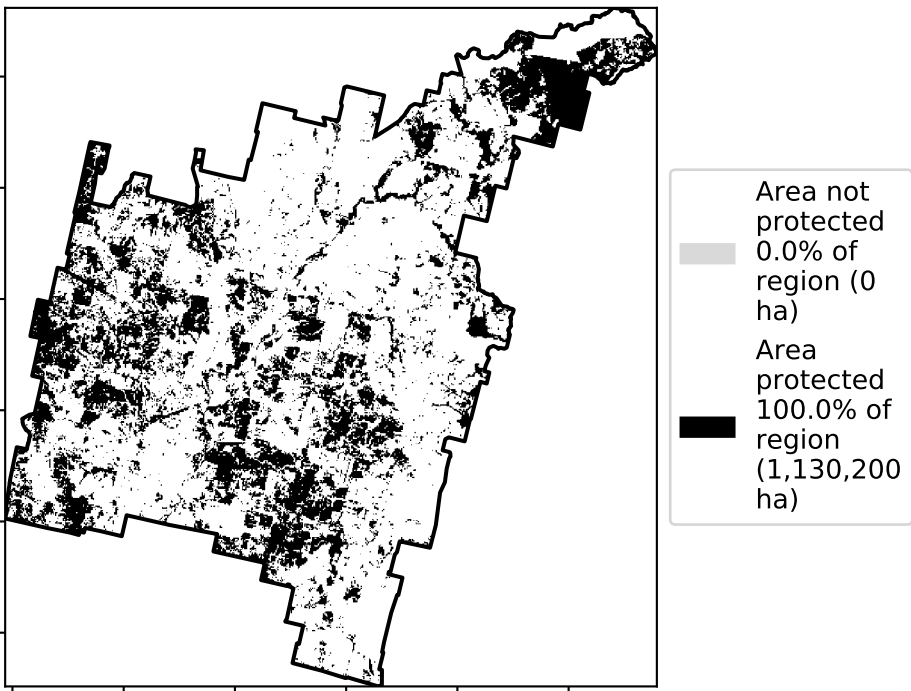 Area not
protected
0.0% of
region (0
ha)
Area
protected
100.0% of
region
(1,130,200
ha)